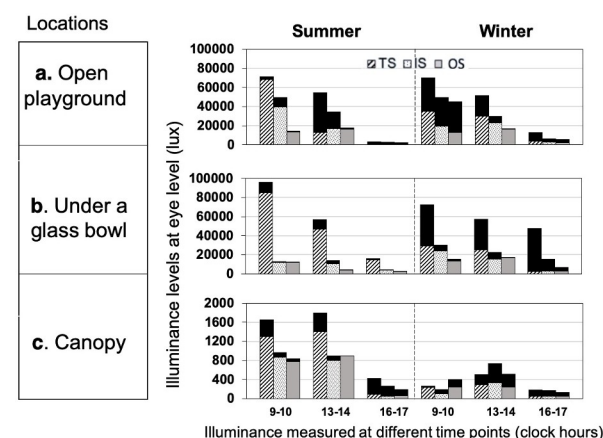 Locations
Summer
Winter
a. Open
playground
b. Under a
glass bowl
c. Canopy
Illuminance levels at eye level (lux)
100000
80000
60000
40000
20000
0
TS IS OS
100000
80000
60000
40000
20000
0
2000
1600
1200
800
400
0
9-10 13-14 16-17 9-10 13-14 16-17
Illuminance measured at different time points (clock hours)